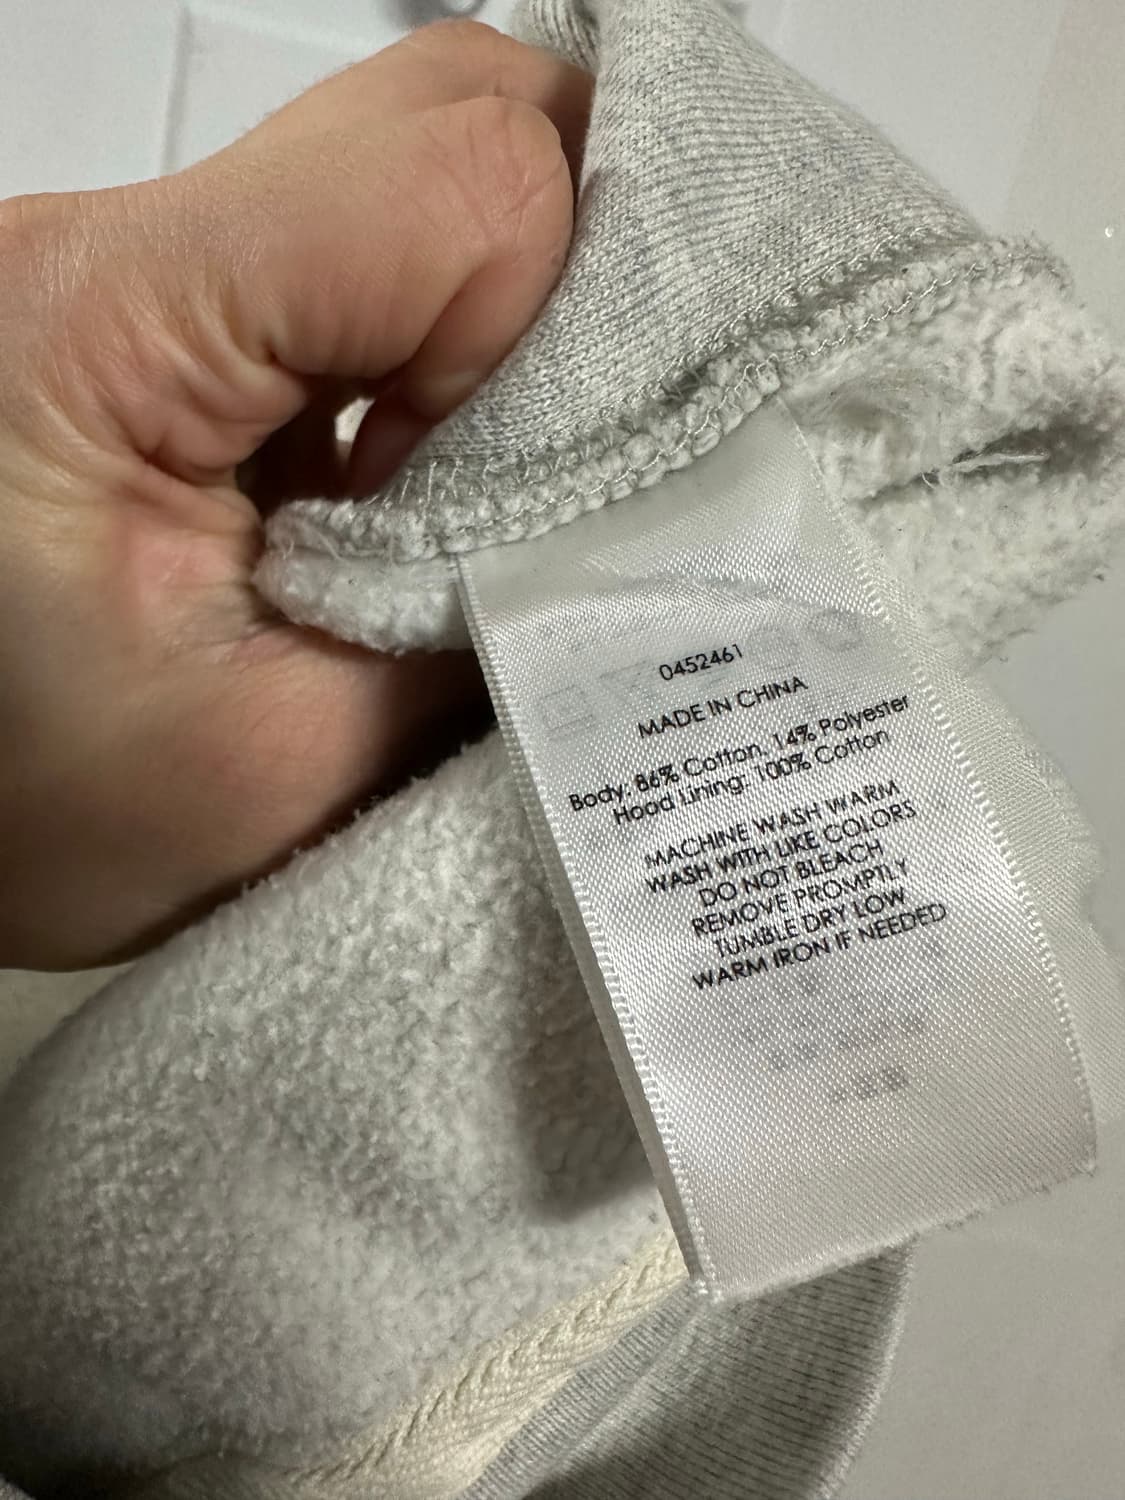 0452461
MADE IN CHINA
Body: 86% Cotton, 14% Polyester
Hood Lining: 100% Cotton
MACHINE WASH WARM
WASH WITH LIKE COLORS
DO NOT BLEACH
REMOVE PROMPTLY
TUMBLE DRY LOW
WARM IRON IF NEEDED